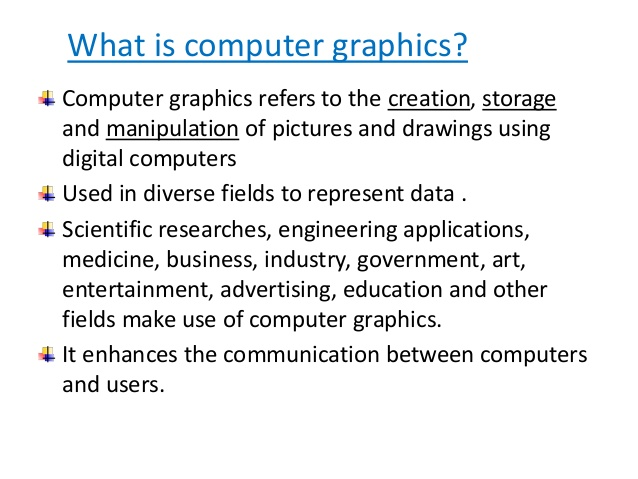 What is computer graphics?
Computer graphics refers to the creation, storage
and manipulation of pictures and drawings using
digital computers
Used in diverse fields to represent data .
Scientific researches, engineering applications,
medicine, business, industry, government, art,
entertainment, advertising, education and other
fields make use of computer graphics.
It enhances the communication between computers
and users.